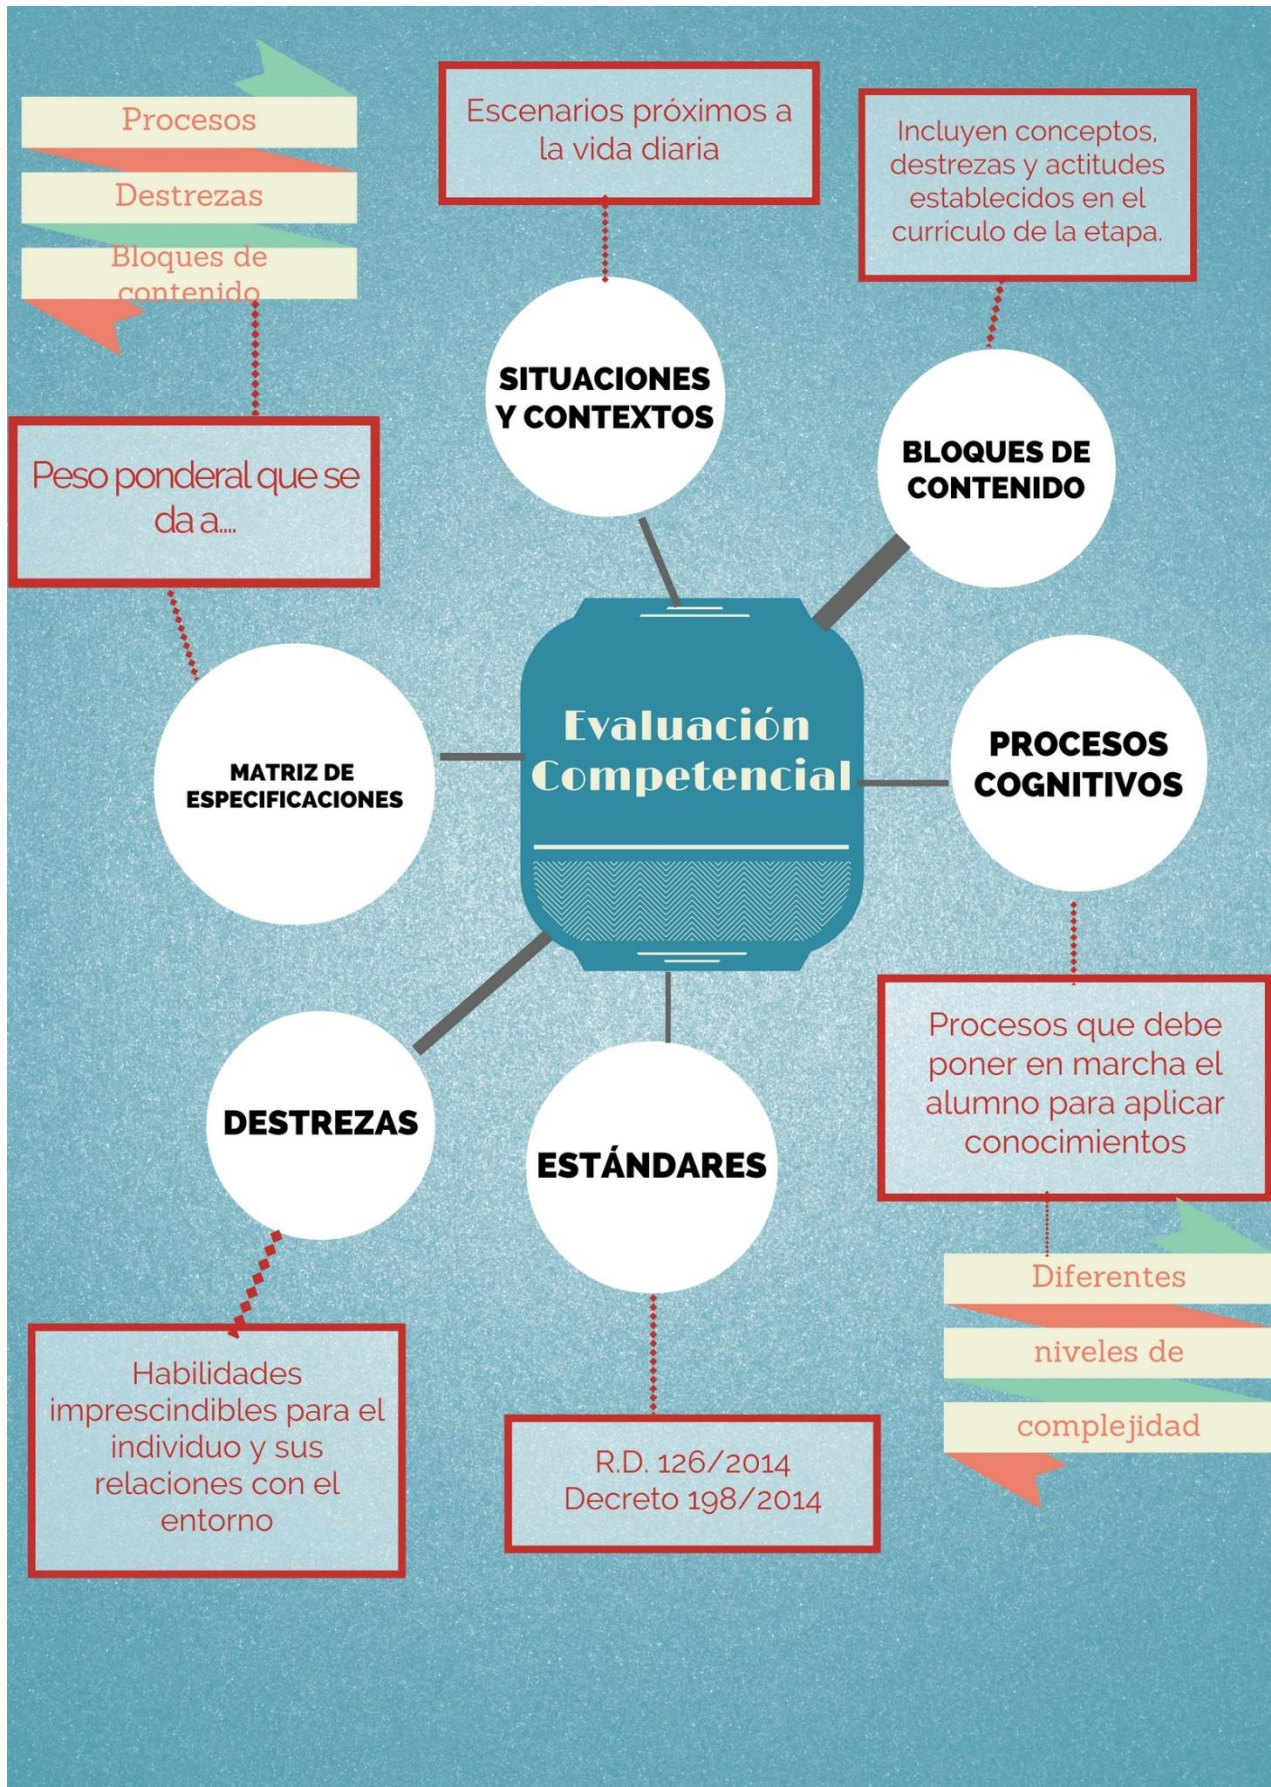 Procesos
Destrezas
Bloques de
contenido
Escenarios próximos a
la vida diaria
Incluyen conceptos,
destrezas y actitudes
establecidos en el
currículo de la etapa.
SITUACIONES
Y CONTEXTOS
BLOQUES DE
CONTENIDO
Peso ponderal que se
da a....
MATRIZ DE
ESPECIFICACIONES
Evaluación
Competencial
PROCESOS
COGNITIVOS
DESTREZAS
ESTÁNDARES
Procesos que debe
poner en marcha el
alumno para aplicar
conocimientos
Diferentes
niveles de
complejidad
Habilidades
imprescindibles para el
individuo y sus
relaciones con el
entorno
R.D. 126/2014
Decreto 198/2014